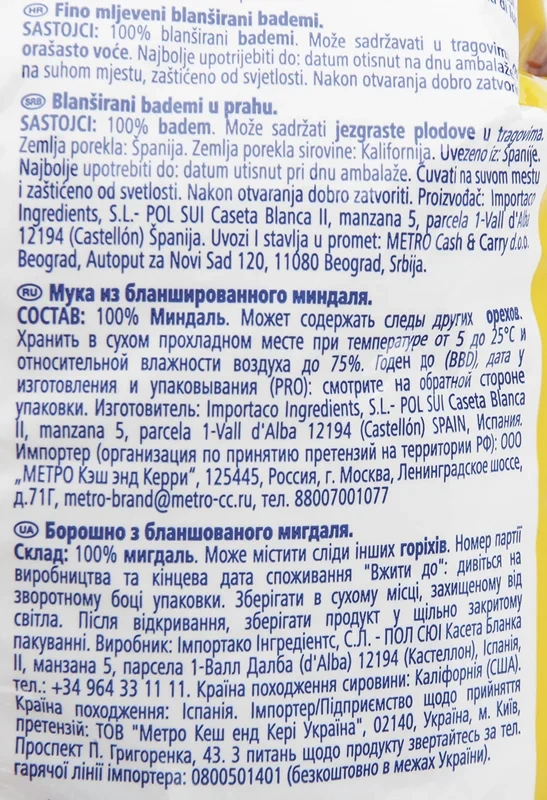 HR Fino mljeveni blanširani bademi.
SASTOJCI: 100% blanširani bademi. Može sadržavati u tragovima
orašasto voće. Najbolje upotrijebiti do: datum otisnut na dnu ambalaže
na suhom mjestu, zaštićeno od svjetlosti. Nakon otvaranja dobro
SRB Blanširani bademi u prahu.
SASTOJCI: 100% badem. Može sadržati jezgraste plodove u tragovima.
Zemlja porekla: Španija. Zemlja porekla sirovine: Kalifornija. Uvezeno iz: Španije.
Najbolje upotrebiti do: datum utisnut pri dnu ambalaže. Čuvati na suvom mestu
i zaštićeno od svetlosti. Nakon otvaranja dobro zatvoriti. Proizvođač: Importaco
Ingredients, S.L.- POL SUI Caseta Blanca II, manzana 5, parcela 1-Vall d'Alba
12194 (Castellón) Španija. Uvozi I stavlja u promet: METRO Cash & Carry d.o.o.
Beograd, Autoput za Novi Sad 120, 11080 Beograd, Srbija.
RU Мука из бланшированного миндаля.
СОСТАВ: 100% Миндаль. Может содержать следы других орехов.
Хранить в сухом прохладном месте при температуре от 5 до 25°C и
относительной влажности воздуха до 75%. Годен до (BBD), дата у
изготовления и упаковывания (PRO): смотрите на обратной стороне
упаковки. Изготовитель: Importaco Ingredients, S.L.- POL SUI Caseta Blanca
II, manzana 5, parcela 1-Vall d'Alba 12194 (Castellón) SPAIN, Испания.
Импортер (организация по принятию претензий на территории РФ): ООО
„МЕТРО Кэш энд Керри“, 125445, Россия, г. Москва, Ленинградское шоссе,
д.71Г, metro-brand@metro-cc.ru, тел. 88007001077
UA Борошно з бланшованого мигдаля.
Склад: 100% мигдаль. Може містити сліди інших горіхів. Номер партії
виробництва та кінцева дата споживання "Вжити до": дивіться на
зворотному боці упаковки. Зберігати в сухому місці, захищеному від
світла. Після відкривання, зберігати продукт у щільно закритому
пакуванні. Виробник: Імпортако Інгредієнтс, С.Л. - ПОЛ СЮІ Касета Бланка
II, манзана 5, парсела 1-Валл Далба (d'Alba) 12194 (Кастеллон), Іспанія,
тел.: +34 964 33 11 11. Країна походження сировини: Каліфорнія (США).
Країна походження: Іспанія. Імпортер/Підприємство щодо прийняття
претензій: ТОВ "Метро Кеш енд Кері Україна", 02140, Україна, м. Київ,
Проспект П. Григоренка, 43. З питань щодо продукту звертайтесь за тел.
гарячої лінії імпортера: 0800501401 (безкоштовно в межах України).